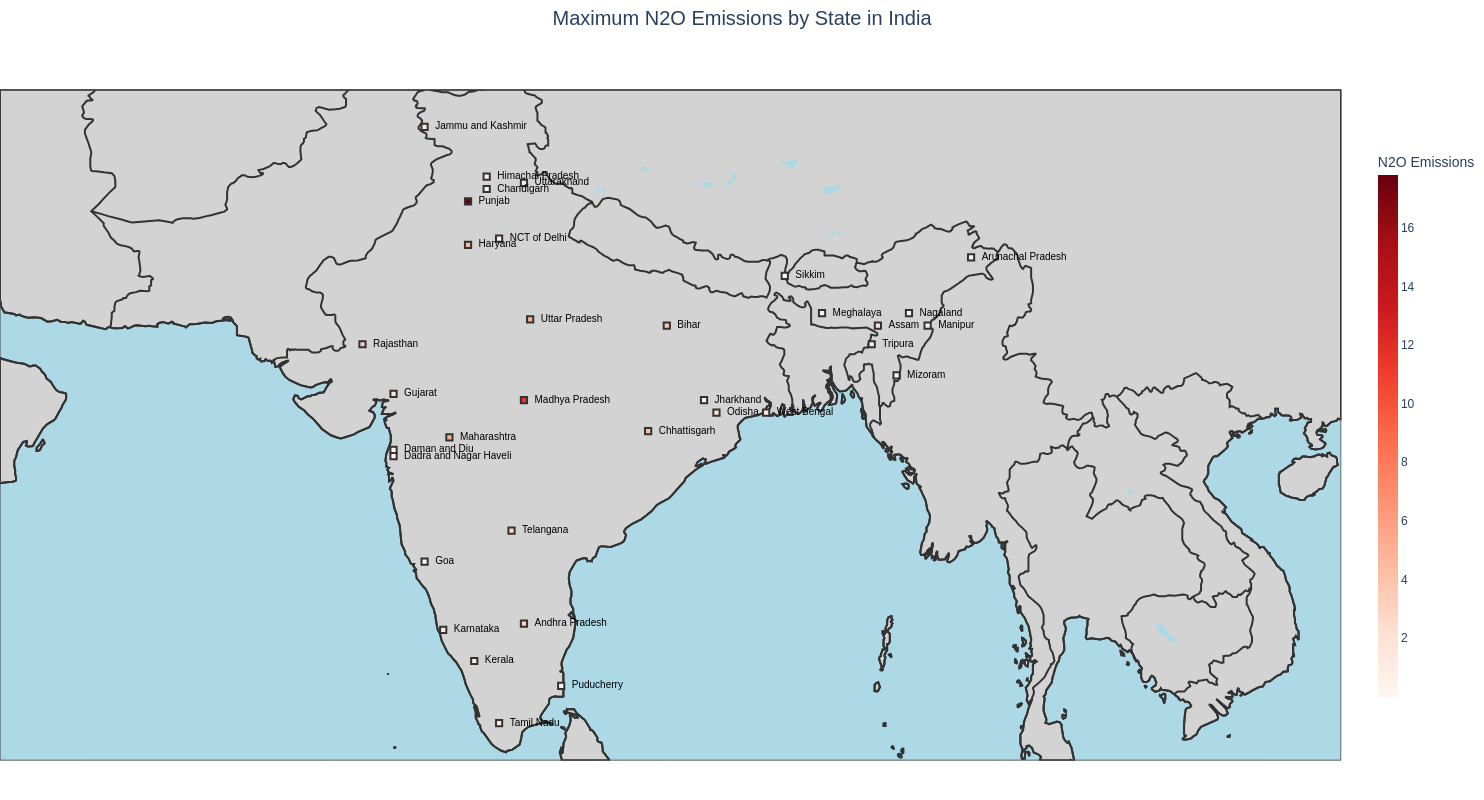 Maximum N2O Emissions by State in India
Jammu and Kashmir
N2O Emissions
Himachal Pradesh
Uttarakhand
Chandigarh
Punjab
16
NCT of Delhi
Haryana
Arunachal Pradesh
Sikkim
14
Meghalaya
Nagaland
Uttar Pradesh
Bihar
Assam
Manipur
Rajasthan
Tripura
12
Mizoram
Gujarat
Madhya Pradesh
Jharkhand
10
Odisha
West Bengal
Chhattisgarh
Maharashtra
Daman and Diu
Dadra and Nagar Haveli
8
6
Telangana
Goa
4
Andhra Pradesh
Karnataka
2
Kerala
Puducherry
Tamil Nadu